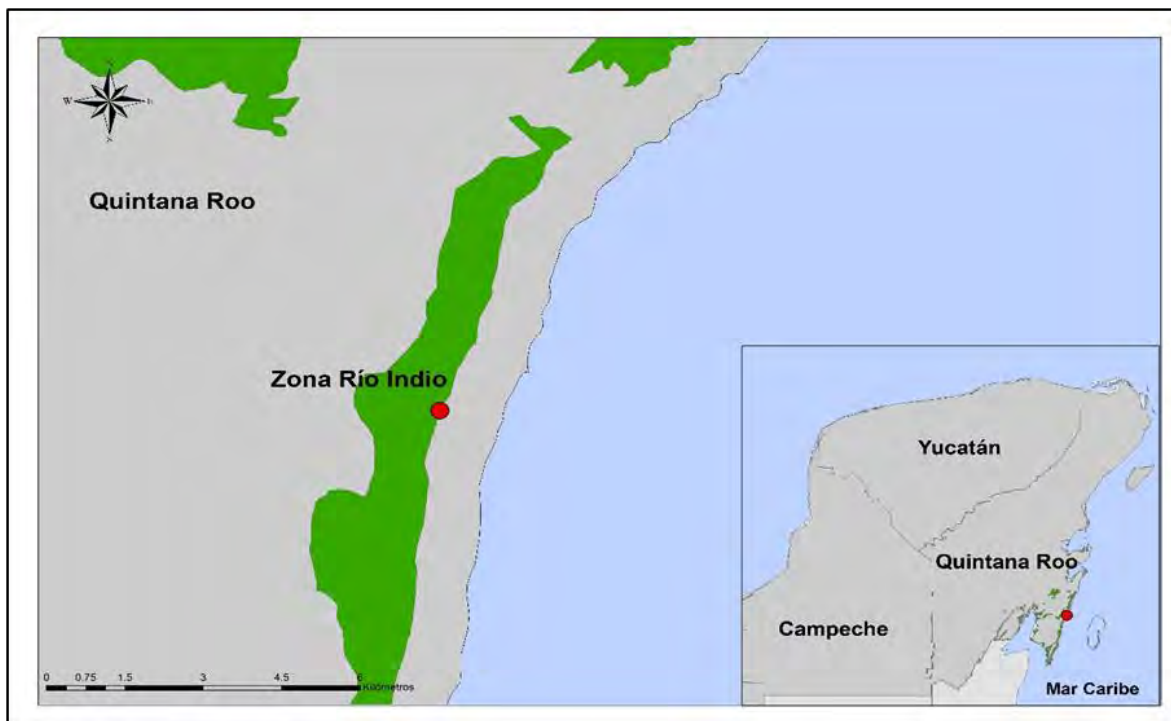 W
E
S
Quintana Roo
Zona Río Indio
0 0.75 1.5 3 4.5 6
Kilómetros
Yucatán
Quintana Roo
Campeche
Mar Caribe